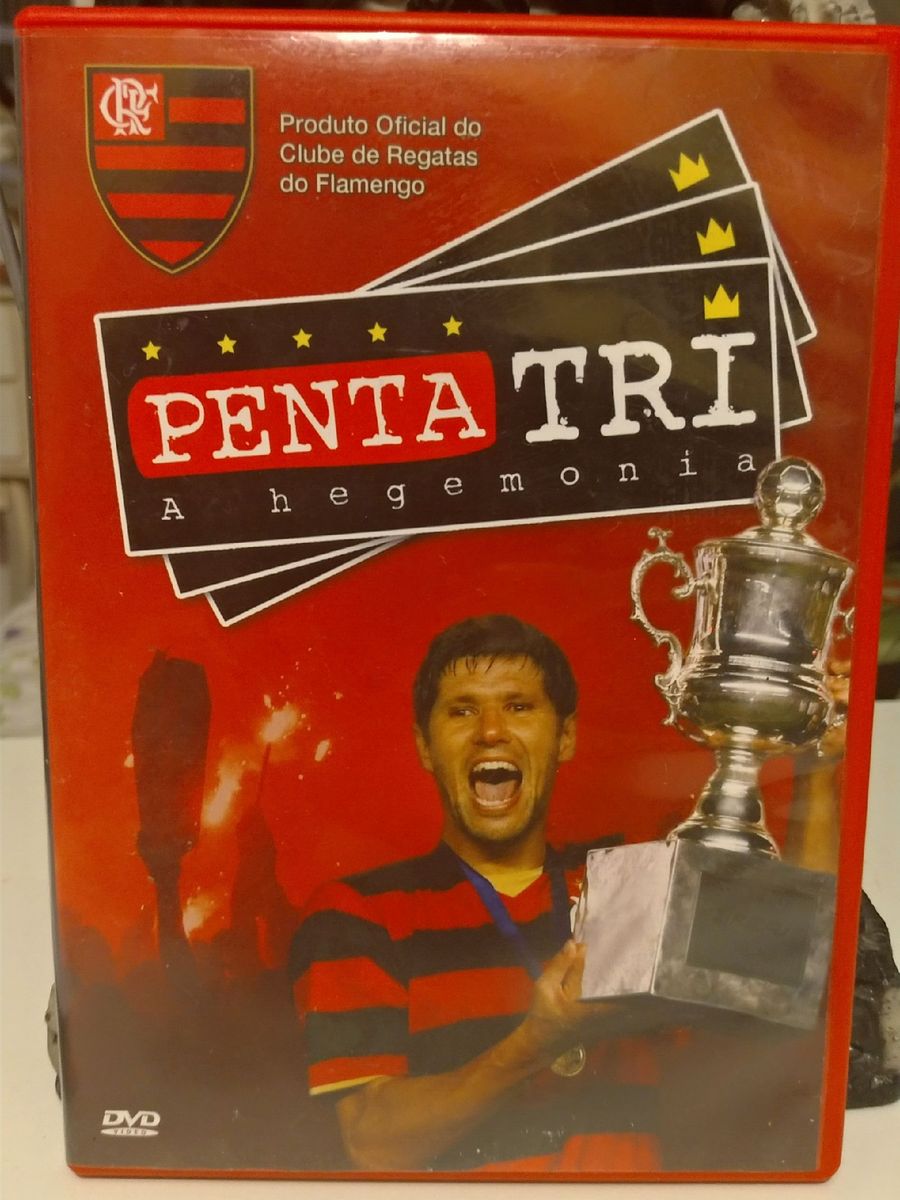 CRF
Produto Oficial do
Clube de Regatas
do Flamengo
PENTA TRI
A hegemonia
DVD
VIDEO